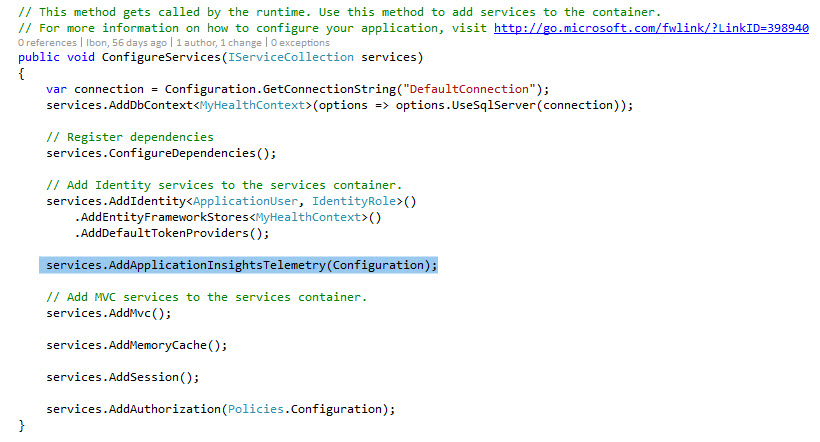 // This method gets called by the runtime. Use this method to add services to the container.
// For more information on how to configure your application, visit http://go.microsoft.com/fwlink/?LinkID=398940
0 references | Ibon, 56 days ago | 1 author, 1 change | 0 exceptions
public void ConfigureServices(IServiceCollection services)
{
    var connection = Configuration.GetConnectionString("DefaultConnection");
    services.AddDbContext<MyHealthContext>(options => options.UseSqlServer(connection));

    // Register dependencies
    services.ConfigureDependencies();

    // Add Identity services to the services container.
    services.AddIdentity<ApplicationUser, IdentityRole>()
        .AddEntityFrameworkStores<MyHealthContext>()
        .AddDefaultTokenProviders();

    services.AddApplicationInsightsTelemetry(Configuration);

    // Add MVC services to the services container.
    services.AddMvc();

    services.AddMemoryCache();

    services.AddSession();

    services.AddAuthorization(Policies.Configuration);
}